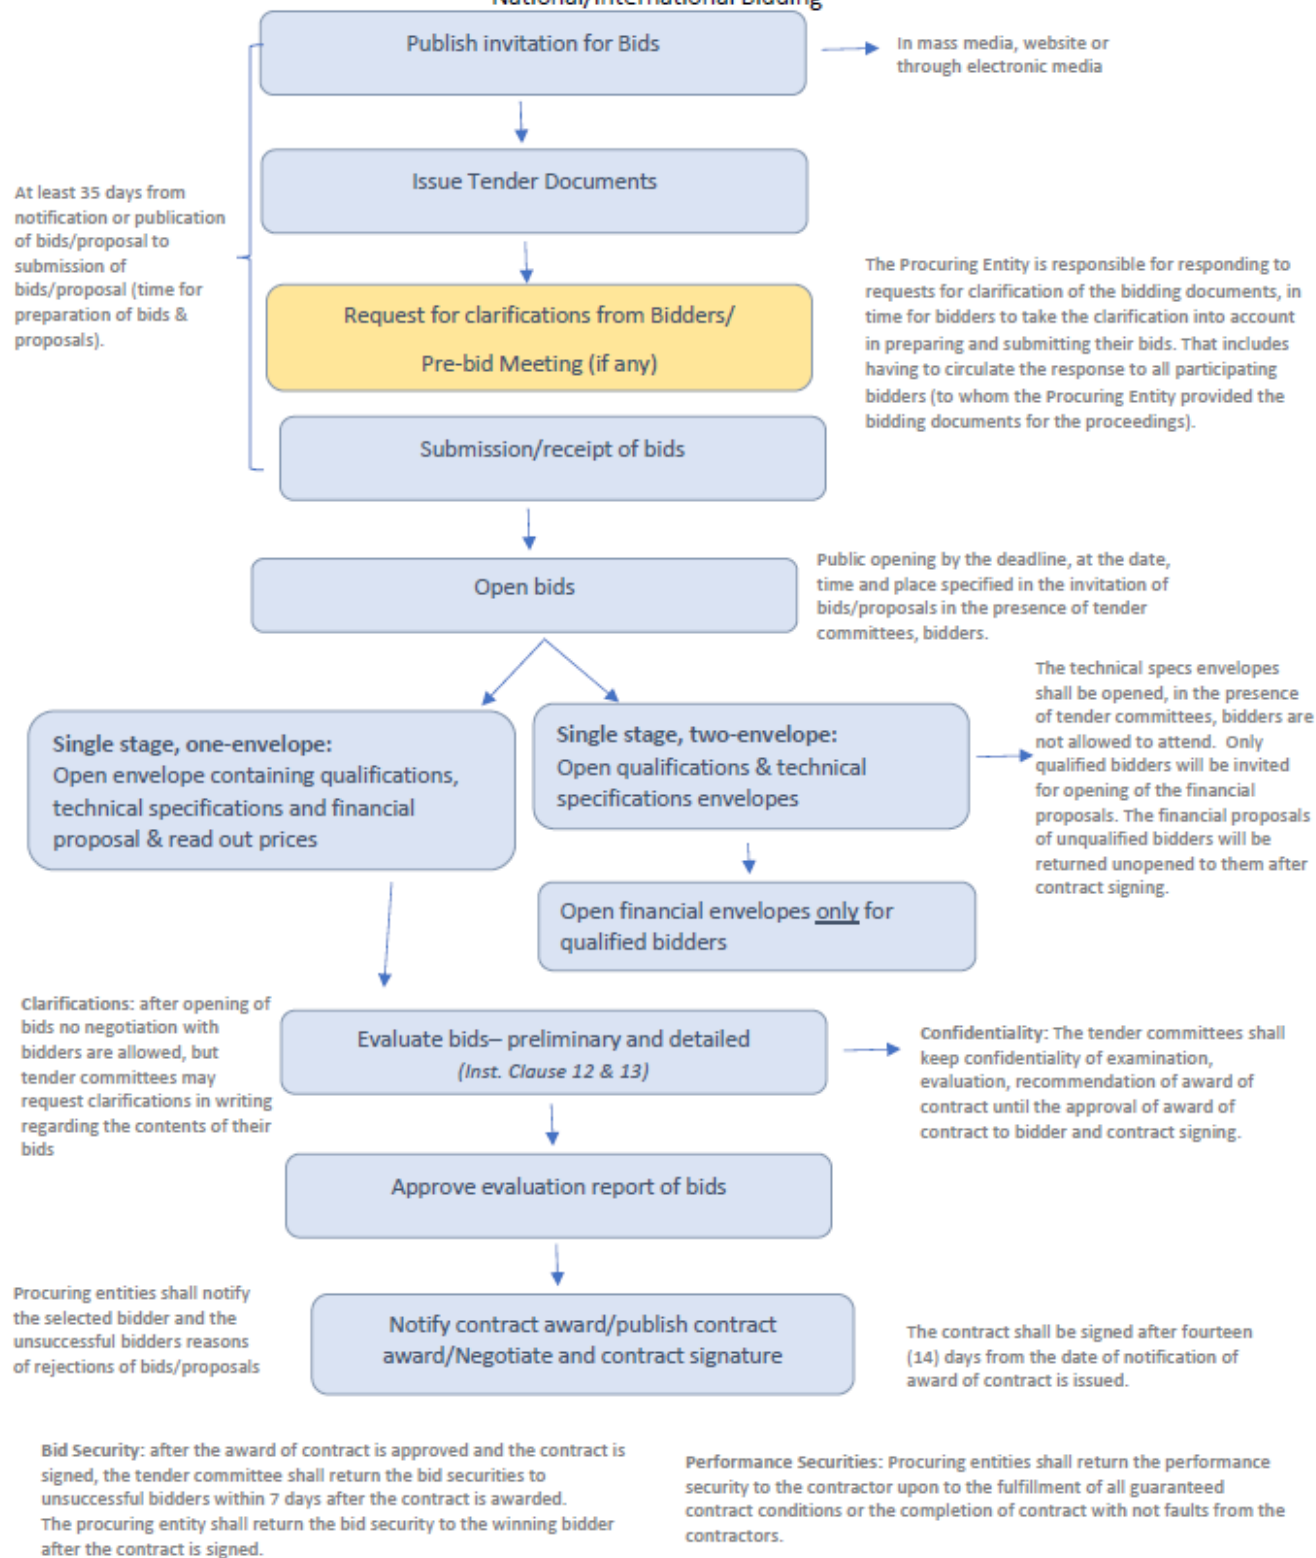 National/International Bidding
Publish invitation for Bids
In mass media, website or
through electronic media
Issue Tender Documents
At least 35 days from
notification or publication
of bids/proposal to
submission of
bids/proposal (time for
preparation of bids &
proposals).
Request for clarifications from Bidders/
Pre-bid Meeting (if any)
The Procuring Entity is responsible for responding to
requests for clarification of the bidding documents, in
time for bidders to take the clarification into account
in preparing and submitting their bids. That includes
having to circulate the response to all participating
bidders (to whom the Procuring Entity provided the
bidding documents for the proceedings).
Submission/receipt of bids
Open bids
Public opening by the deadline, at the date,
time and place specified in the invitation of
bids/proposals in the presence of tender
committees, bidders.
Single stage, one-envelope:
Open envelope containing qualifications,
technical specifications and financial
proposal & read out prices
Single stage, two-envelope:
Open qualifications & technical
specifications envelopes
The technical specs envelopes
shall be opened, in the presence
of tender committees, bidders are
not allowed to attend. Only
qualified bidders will be invited
for opening of the financial
proposals. The financial proposals
of unqualified bidders will be
returned unopened to them after
contract signing.
Open financial envelopes only for
qualified bidders
Clarifications: after opening of
bids no negotiation with
bidders are allowed, but
tender committees may
request clarifications in writing
regarding the contents of their
bids
Evaluate bids– preliminary and detailed
(Inst. Clause 12 & 13)
Confidentiality: The tender committees shall
keep confidentiality of examination,
evaluation, recommendation of award of
contract until the approval of award of
contract to bidder and contract signing.
Approve evaluation report of bids
Procuring entities shall notify
the selected bidder and the
unsuccessful bidders reasons
of rejections of bids/proposals
Notify contract award/publish contract
award/Negotiate and contract signature
The contract shall be signed after fourteen
(14) days from the date of notification of
award of contract is issued.
Bid Security: after the award of contract is approved and the contract is
signed, the tender committee shall return the bid securities to
unsuccessful bidders within 7 days after the contract is awarded.
The procuring entity shall return the bid security to the winning bidder
after the contract is signed.
Performance Securities: Procuring entities shall return the performance
security to the contractor upon to the fulfillment of all guaranteed
contract conditions or the completion of contract with not faults from the
contractors.